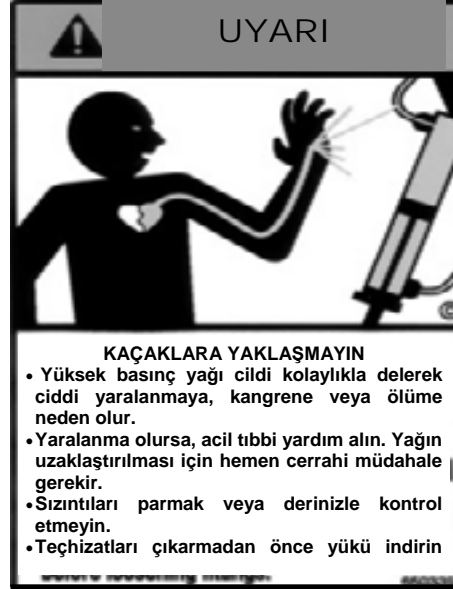 UYARI
©
KAÇAKLARA YAKLAŞMAYIN
• Yüksek basınç yağı cildi kolaylıkla delerek
ciddi yaralanmaya, kangrene veya ölüme
neden olur.
•Yaralanma olursa, acil tıbbi yardım alın. Yağın
uzaklaştırılması için hemen cerrahi müdahale
gerekir.
•Sızıntıları parmak veya derinizle kontrol
etmeyin.
•Teçhizatları çıkarmadan önce yükü indirin